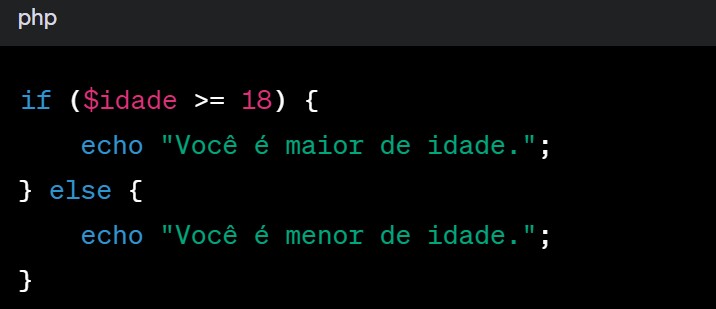 php
if ($idade >= 18) {
    echo "Você é maior de idade.";
} else {
    echo "Você é menor de idade.";
}